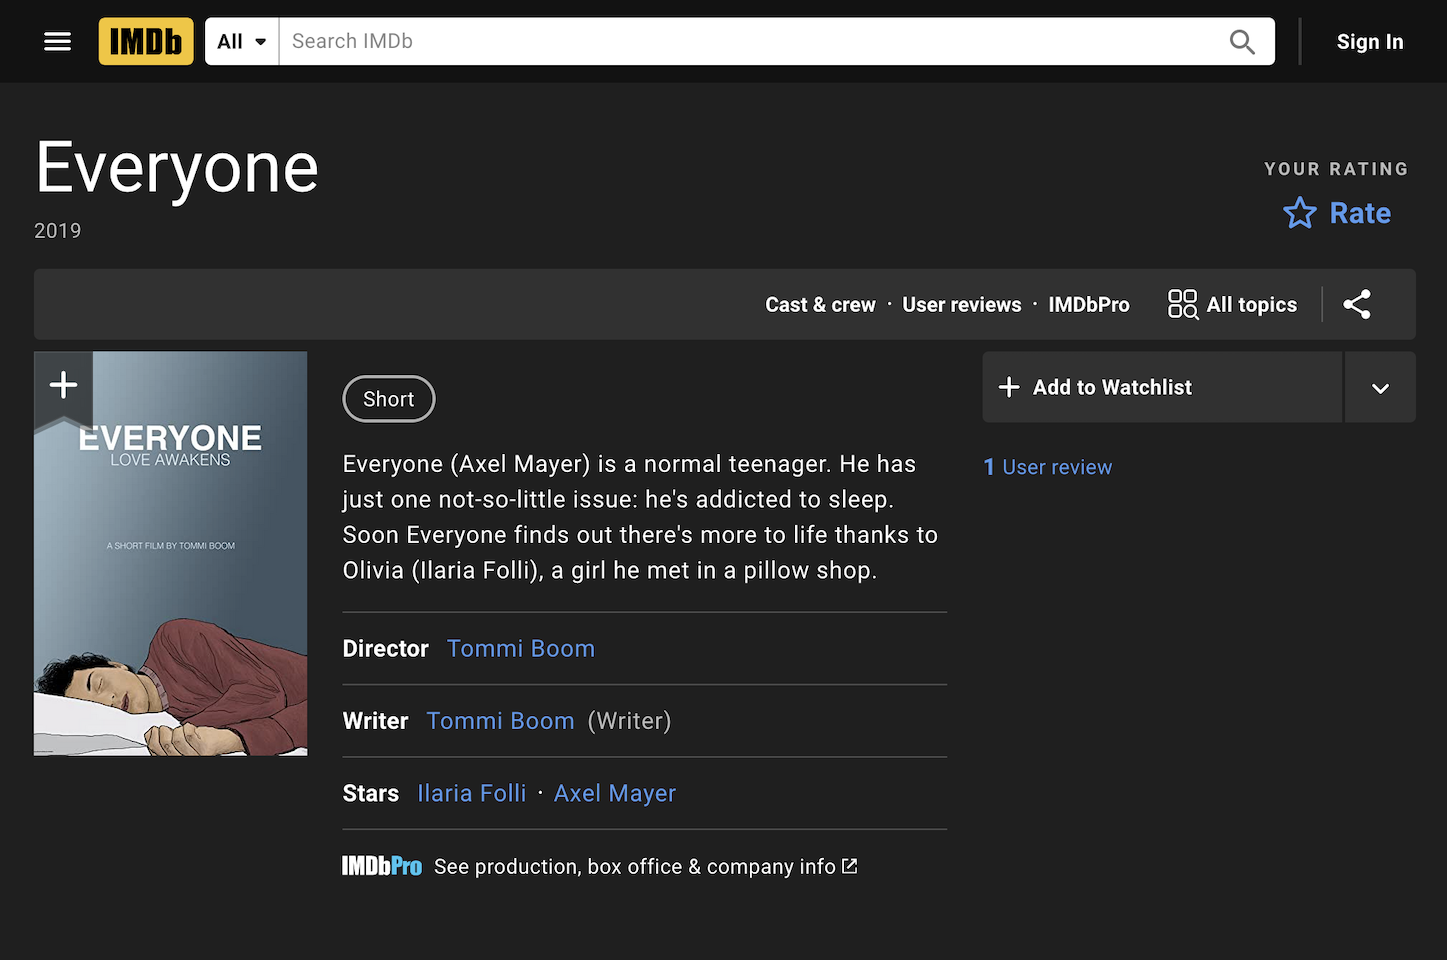 IMDb
All
Search IMDb
Sign In
Everyone
2019
YOUR RATING
Rate
Cast & crew · User reviews · IMDbPro
All topics
EVERYONE
LOVE AWAKENS
A SHORT FILM BY TOMMI BOOM
Short
Everyone (Axel Mayer) is a normal teenager. He has
just one not-so-little issue: he's addicted to sleep.
Soon Everyone finds out there's more to life thanks to
Olivia (Ilaria Folli), a girl he met in a pillow shop.
Director Tommi Boom
Writer Tommi Boom (Writer)
Stars Ilaria Folli · Axel Mayer
IMDbPro See production, box office & company info
Add to Watchlist
1 User review